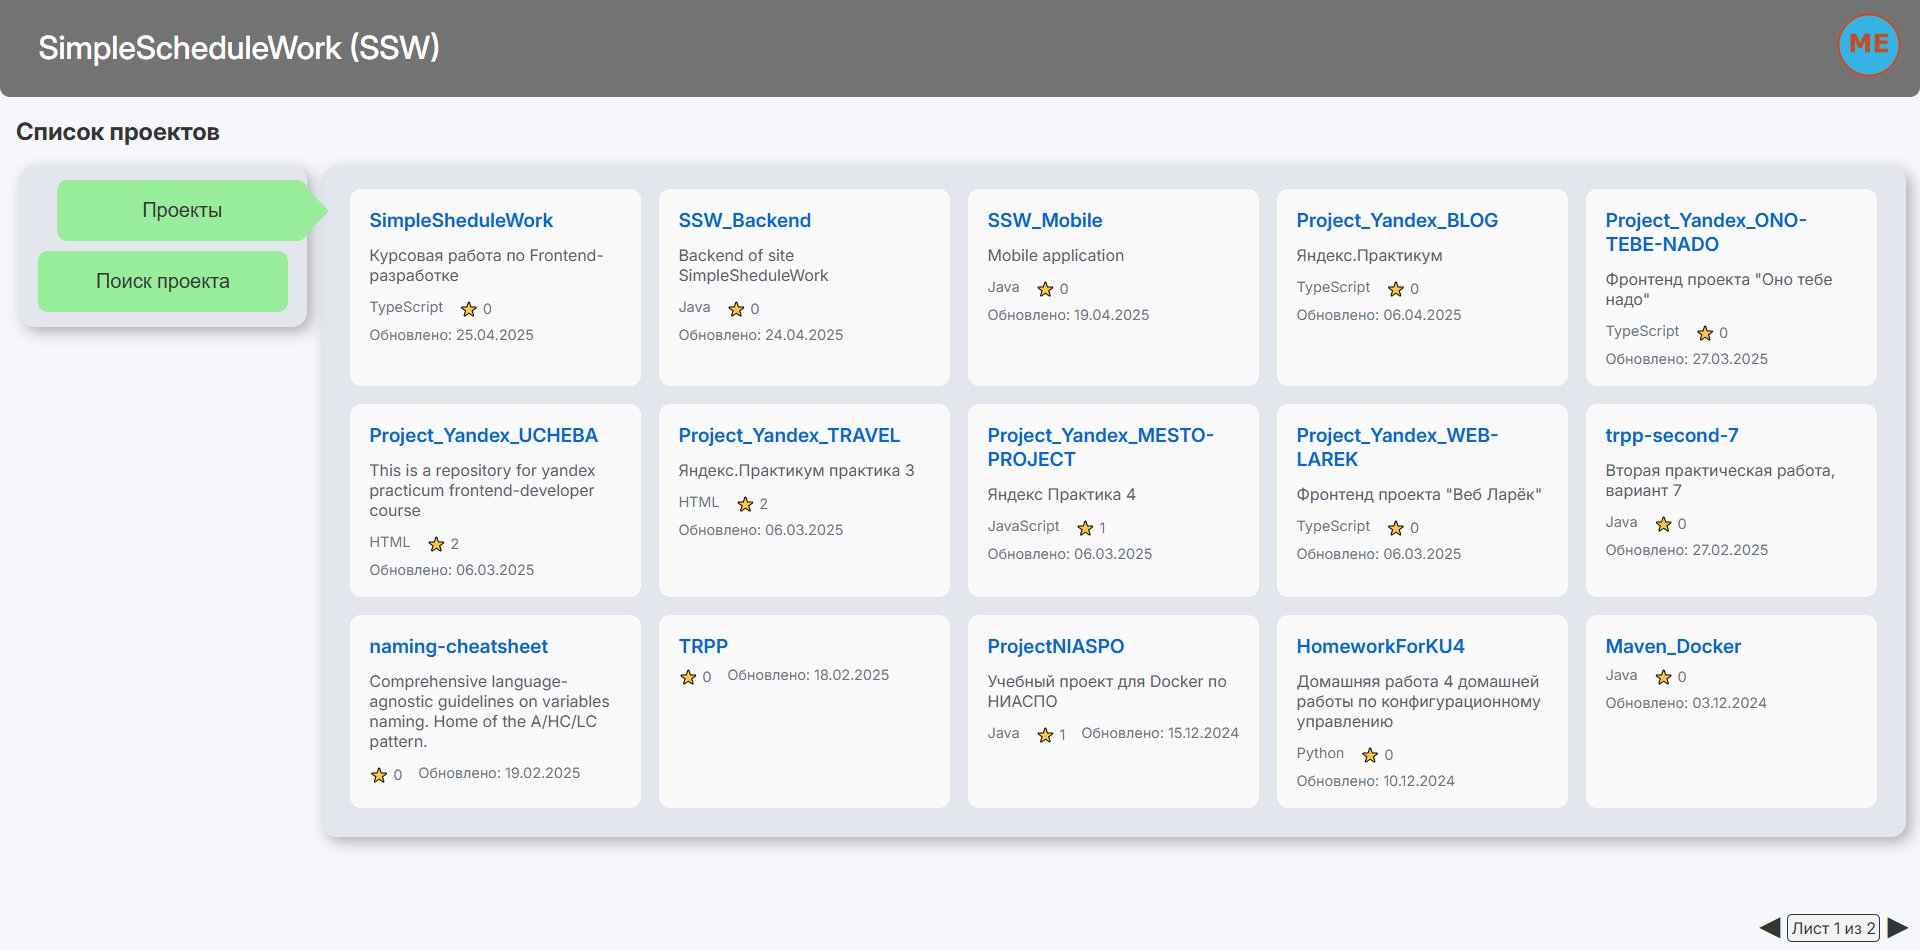 SimpleScheduleWork (SSW)
ME
Список проектов
Проекты
Поиск проекта
SimpleSheduleWork
Курсовая работа по Frontend-
разработке
TypeScript 0
Обновлено: 25.04.2025
SSW_Backend
Backend of site
SimpleSheduleWork
Java 0
Обновлено: 24.04.2025
SSW_Mobile
Mobile application
Java 0
Обновлено: 19.04.2025
Project_Yandex_BLOG
Яндекс.Практикум
TypeScript 0
Обновлено: 06.04.2025
Project_Yandex_ONO-
TEBE-NADO
Фронтенд проекта "Оно тебе
надо"
TypeScript 0
Обновлено: 27.03.2025
Project_Yandex_UCHEBA
This is a repository for yandex
practicum frontend-developer
course
HTML 2
Обновлено: 06.03.2025
Project_Yandex_TRAVEL
Яндекс.Практикум практика 3
HTML 2
Обновлено: 06.03.2025
Project_Yandex_MESTO-
PROJECT
Яндекс Практика 4
JavaScript 1
Обновлено: 06.03.2025
Project_Yandex_WEB-
LAREK
Фронтенд проекта "Веб Ларёк"
TypeScript 0
Обновлено: 06.03.2025
trpp-second-7
Вторая практическая работа,
вариант 7
Java 0
Обновлено: 27.02.2025
naming-cheatsheet
Comprehensive language-
agnostic guidelines on variables
naming. Home of the A/HC/LC
pattern.
0 Обновлено: 19.02.2025
TRPP
0 Обновлено: 18.02.2025
ProjectNIASPO
Учебный проект для Docker по
НИАСПО
Java 1 Обновлено: 15.12.2024
HomeworkForKU4
Домашняя работа 4 домашней
работы по конфигурационному
управлению
Python 0
Обновлено: 10.12.2024
Maven_Docker
Java 0
Обновлено: 03.12.2024
Лист 1 из 2